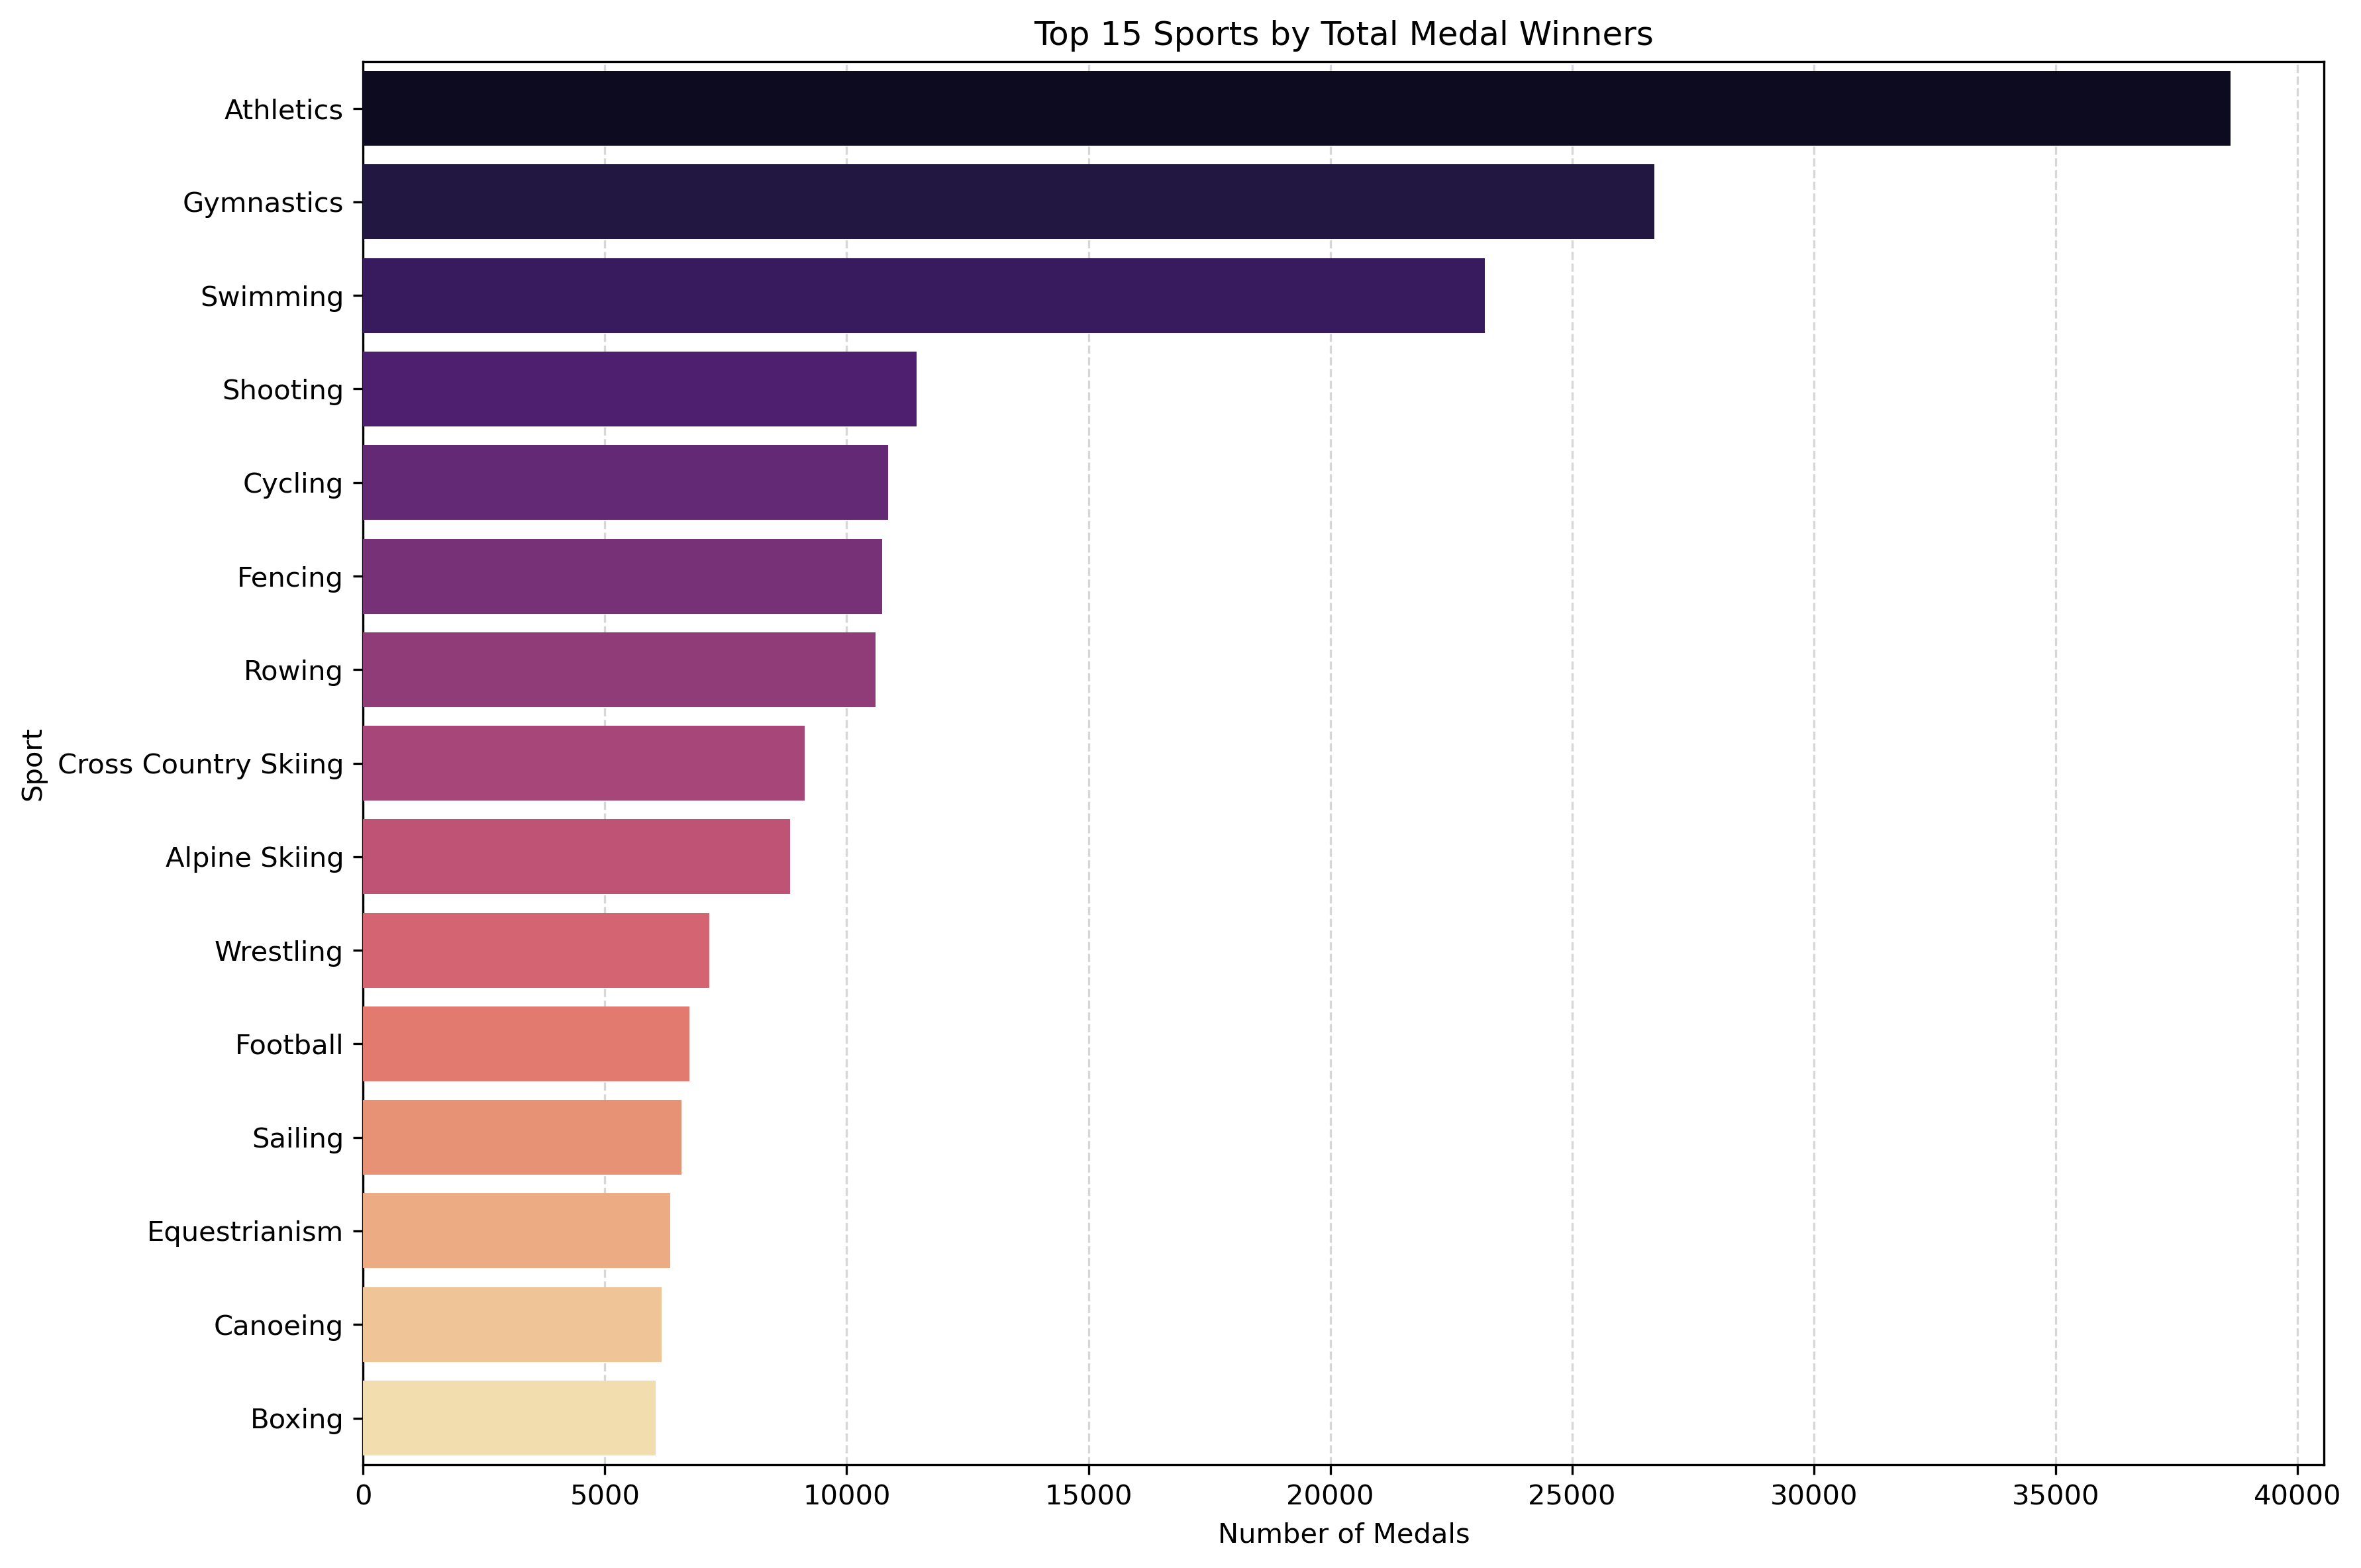 Top 15 Sports by Total Medal Winners
Athletics
Gymnastics
Swimming
Shooting
Cycling
Fencing
Rowing
Cross Country Skiing
Alpine Skiing
Wrestling
Football
Sailing
Equestrianism
Canoeing
Boxing
Sport
0 5000 10000 15000 20000 25000 30000 35000 40000
Number of Medals